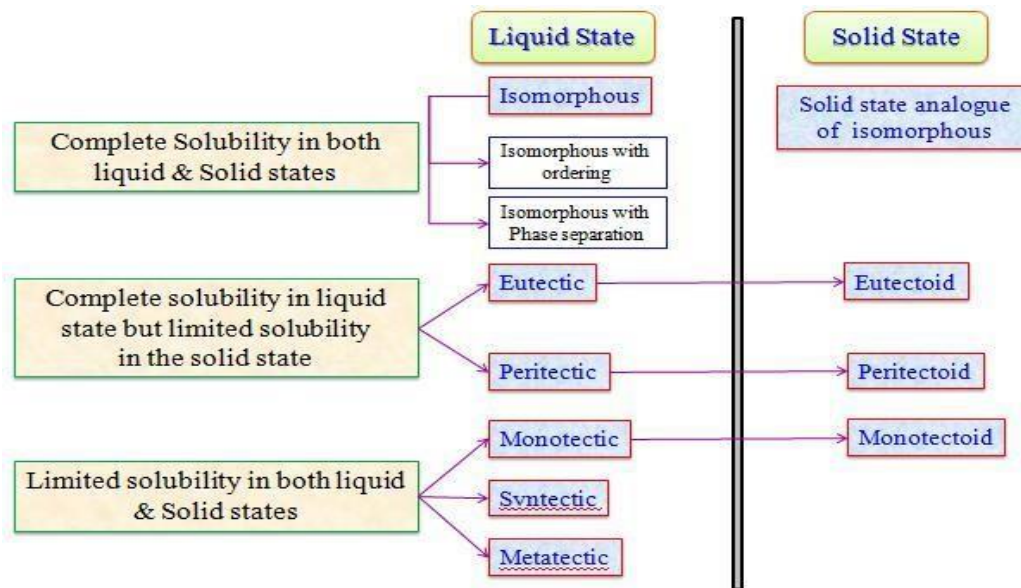 Liquid State
Solid State
Complete Solubility in both
liquid & Solid states
Isomorphous
Isomorphous with
ordering
Isomorphous with
Phase separation
Solid state analogue
of isomorphous
Complete solubility in liquid
state but limited solubility
in the solid state
Eutectic
Eutectoid
Peritectic
Peritectoid
Limited solubility in both liquid
& Solid states
Monotectic
Monotectoid
Syntectic
Metatectic